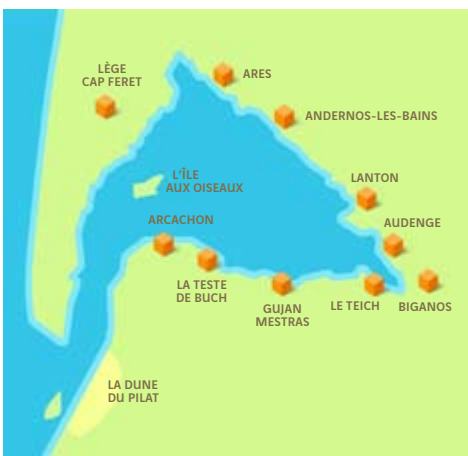 LÈGE
CAP FERET
ARES
ANDERNOS-LES-BAINS
L'ÎLE
AUX OISEAUX
LANTON
ARCACHON
AUDENGE
LA TESTE
DE BUCH
GUJAN
MESTRAS
LE TEICH
BIGANOS
LA DUNE
DU PILAT